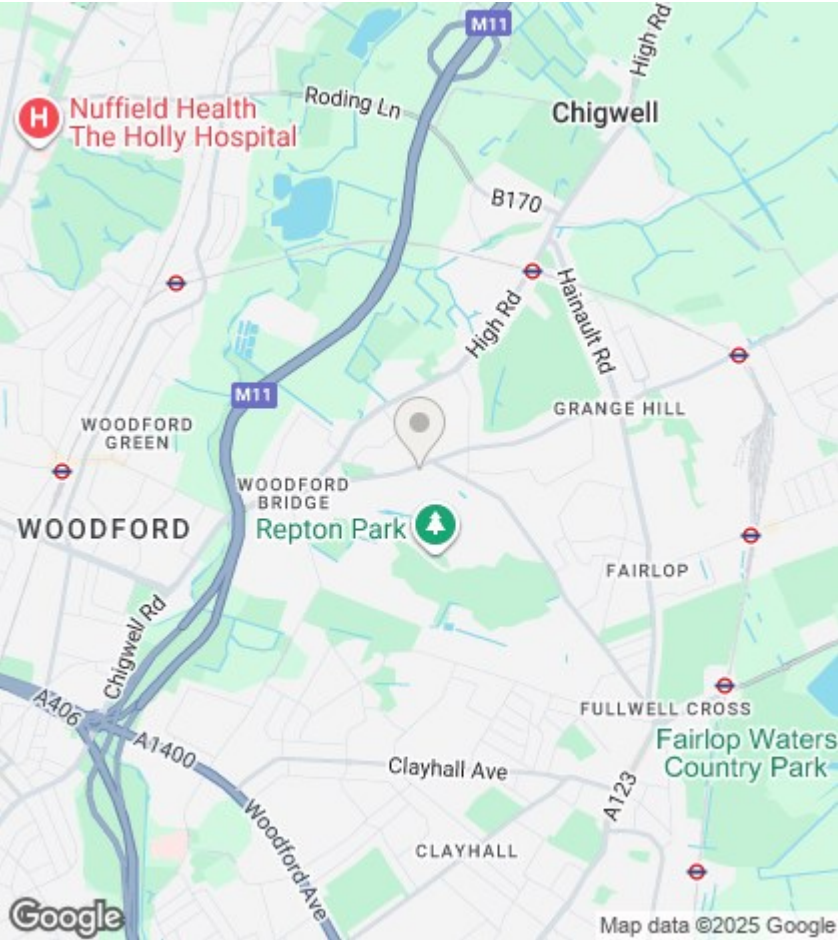 M11
High Rd
Roding Ln
Chigwell
H
Nuffield Health
The Holly Hospital
B170
High Rd
Hainault Rd
M11
GRANGE HILL
WOODFORD
GREEN
WOODFORD
BRIDGE
WOODFORD
Repton Park
FAIRLOP
Chigwell Rd
A406
FULLWELL CROSS
A1400
Fairlop Waters
Country Park
Clayhall Ave
A123
Woodford Ave
CLAYHALL
Google
Map data ©2025 Google